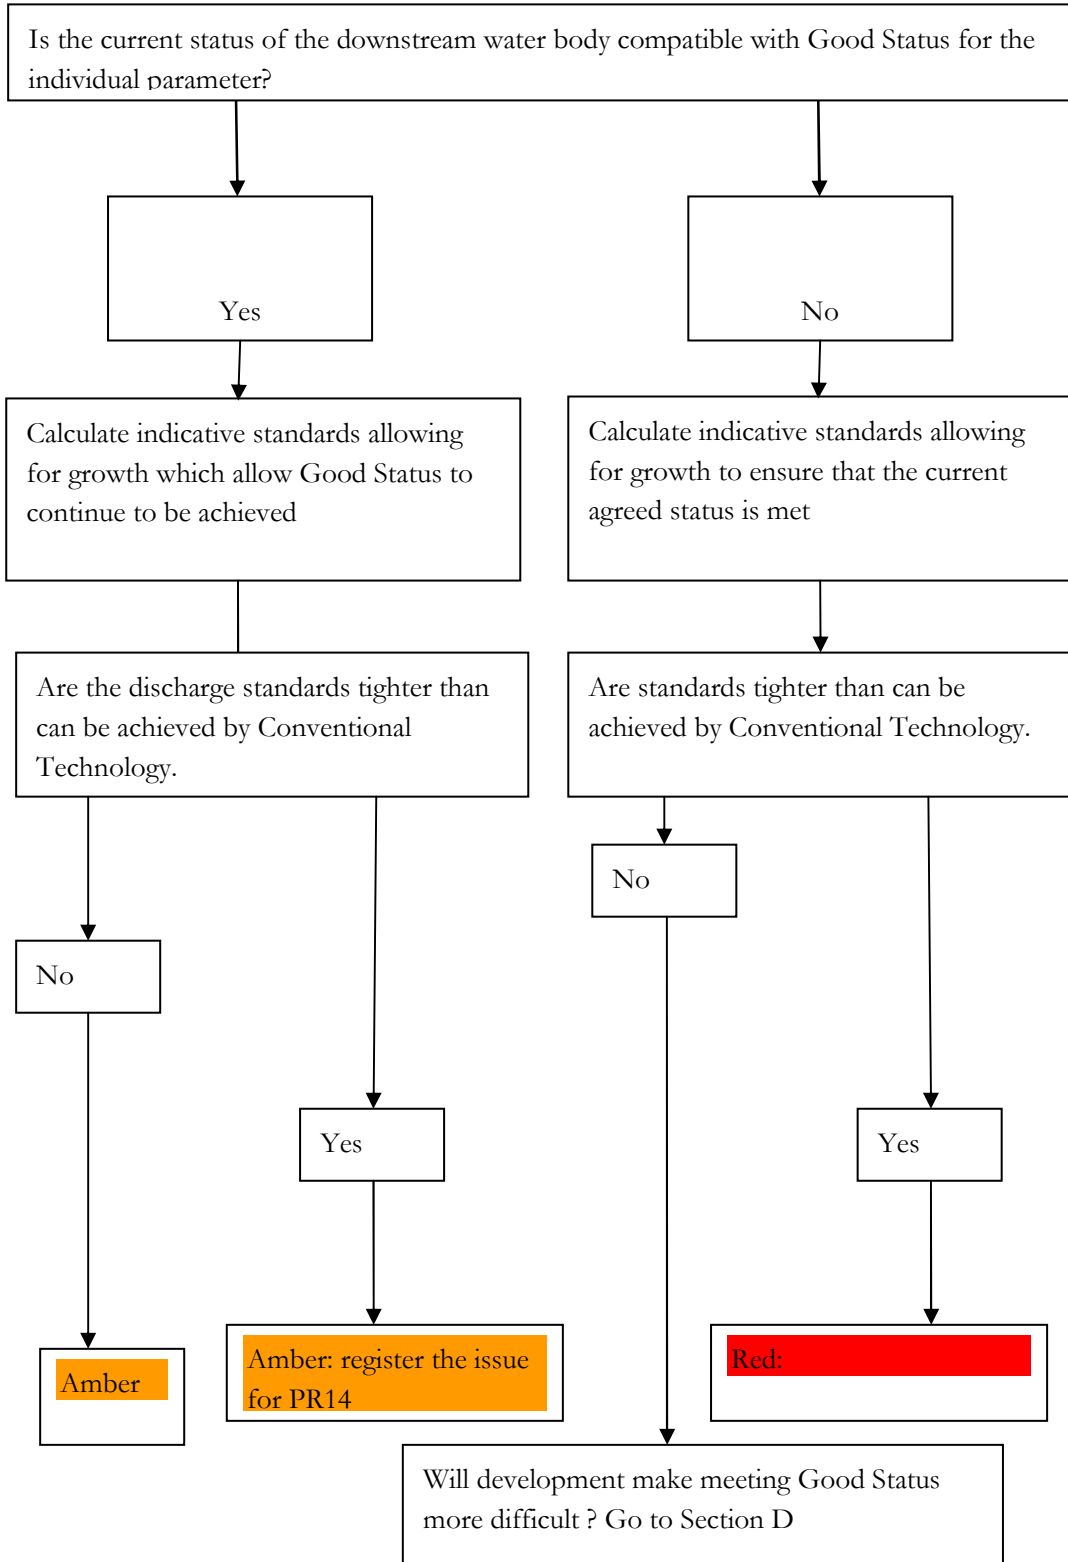 Is the current status of the downstream water body compatible with Good Status for the
individual parameter?
Yes
No
Calculate indicative standards allowing
for growth which allow Good Status to
continue to be achieved
Calculate indicative standards allowing
for growth to ensure that the current
agreed status is met
Are the discharge standards tighter than
can be achieved by Conventional
Technology.
Are standards tighter than can be
achieved by Conventional Technology.
No
No
Yes
Yes
Amber
Amber: register the issue
for PR14
Red:
Will development make meeting Good Status
more difficult ? Go to Section D